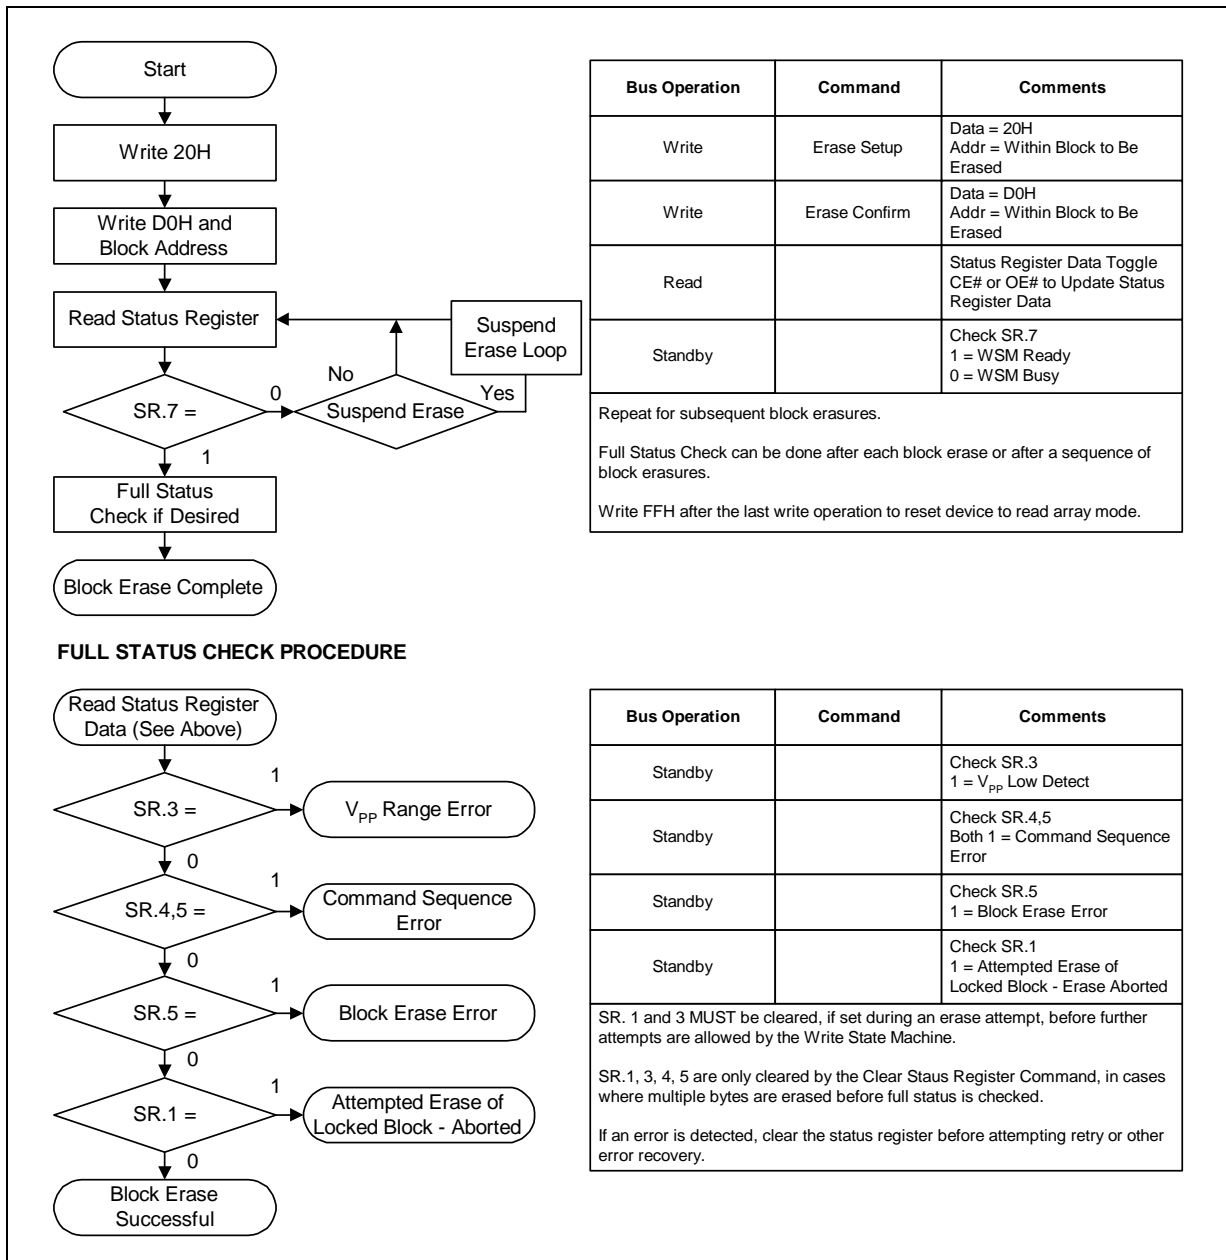 Start
Write 20H
Write D0H and
Block Address
Read Status Register
Suspend
Erase Loop
No
Yes
0
SR.7 =
Suspend Erase
1
Full Status
Check if Desired
Block Erase Complete
Bus Operation Command Comments
Write Erase Setup Data = 20H
Addr = Within Block to Be
Erased
Write Erase Confirm Data = D0H
Addr = Within Block to Be
Erased
Read Status Register Data Toggle
CE# or OE# to Update Status
Register Data
Standby Check SR.7
1 = WSM Ready
0 = WSM Busy
Repeat for subsequent block erasures.
Full Status Check can be done after each block erase or after a sequence of
block erasures.
Write FFH after the last write operation to reset device to read array mode.
FULL STATUS CHECK PROCEDURE
Read Status Register
Data (See Above)
1
SR.3 =
VPP Range Error
0
1
SR.4,5 =
Command Sequence
Error
0
1
SR.5 =
Block Erase Error
0
1
SR.1 =
Attempted Erase of
Locked Block - Aborted
0
Block Erase
Successful
Bus Operation Command Comments
Standby Check SR.3
1 = VPP Low Detect
Standby Check SR.4,5
Both 1 = Command Sequence
Error
Standby Check SR.5
1 = Block Erase Error
Standby Check SR.1
1 = Attempted Erase of
Locked Block - Erase Aborted
SR. 1 and 3 MUST be cleared, if set during an erase attempt, before further
attempts are allowed by the Write State Machine.
SR.1, 3, 4, 5 are only cleared by the Clear Staus Register Command, in cases
where multiple bytes are erased before full status is checked.
If an error is detected, clear the status register before attempting retry or other
error recovery.